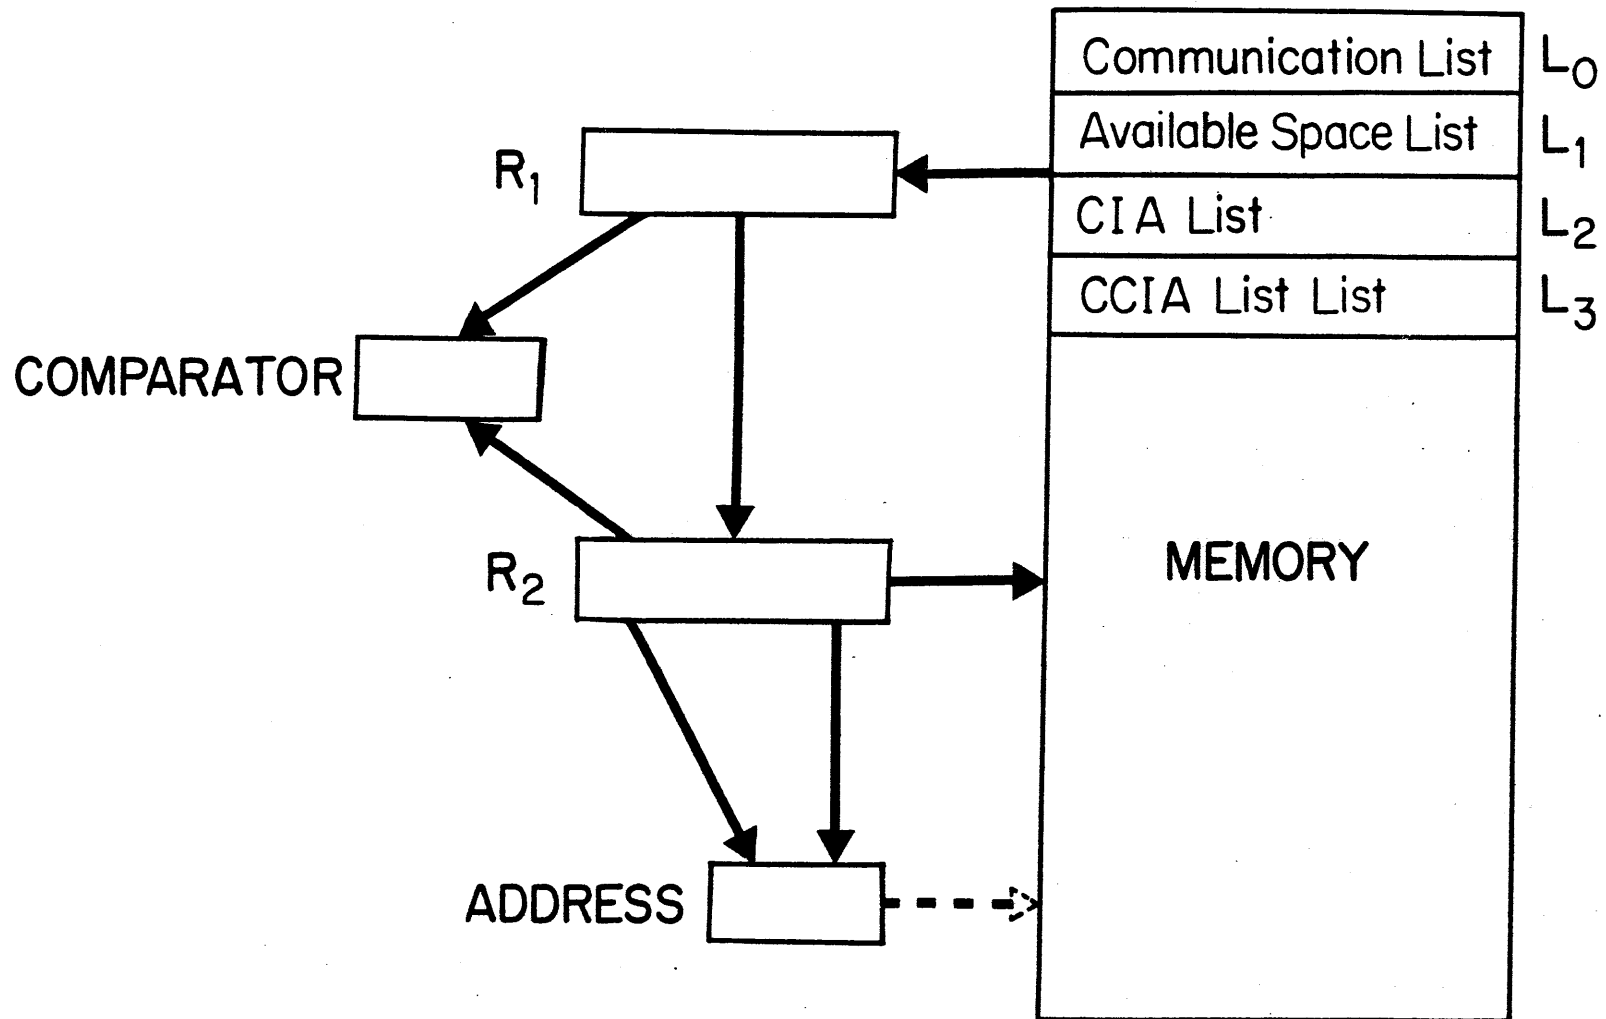 Communication List L0
Available Space List L1
R1
CIA List L2
CCIA List List L3
COMPARATOR
MEMORY
R2
ADDRESS